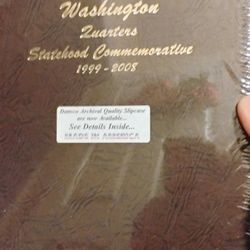 Washington
Quarters
Statehood Commemorative
1999-2008
Dansco Archival Quality Slipcase
are now Available...
See Details Inside...
MADE IN AMERICA